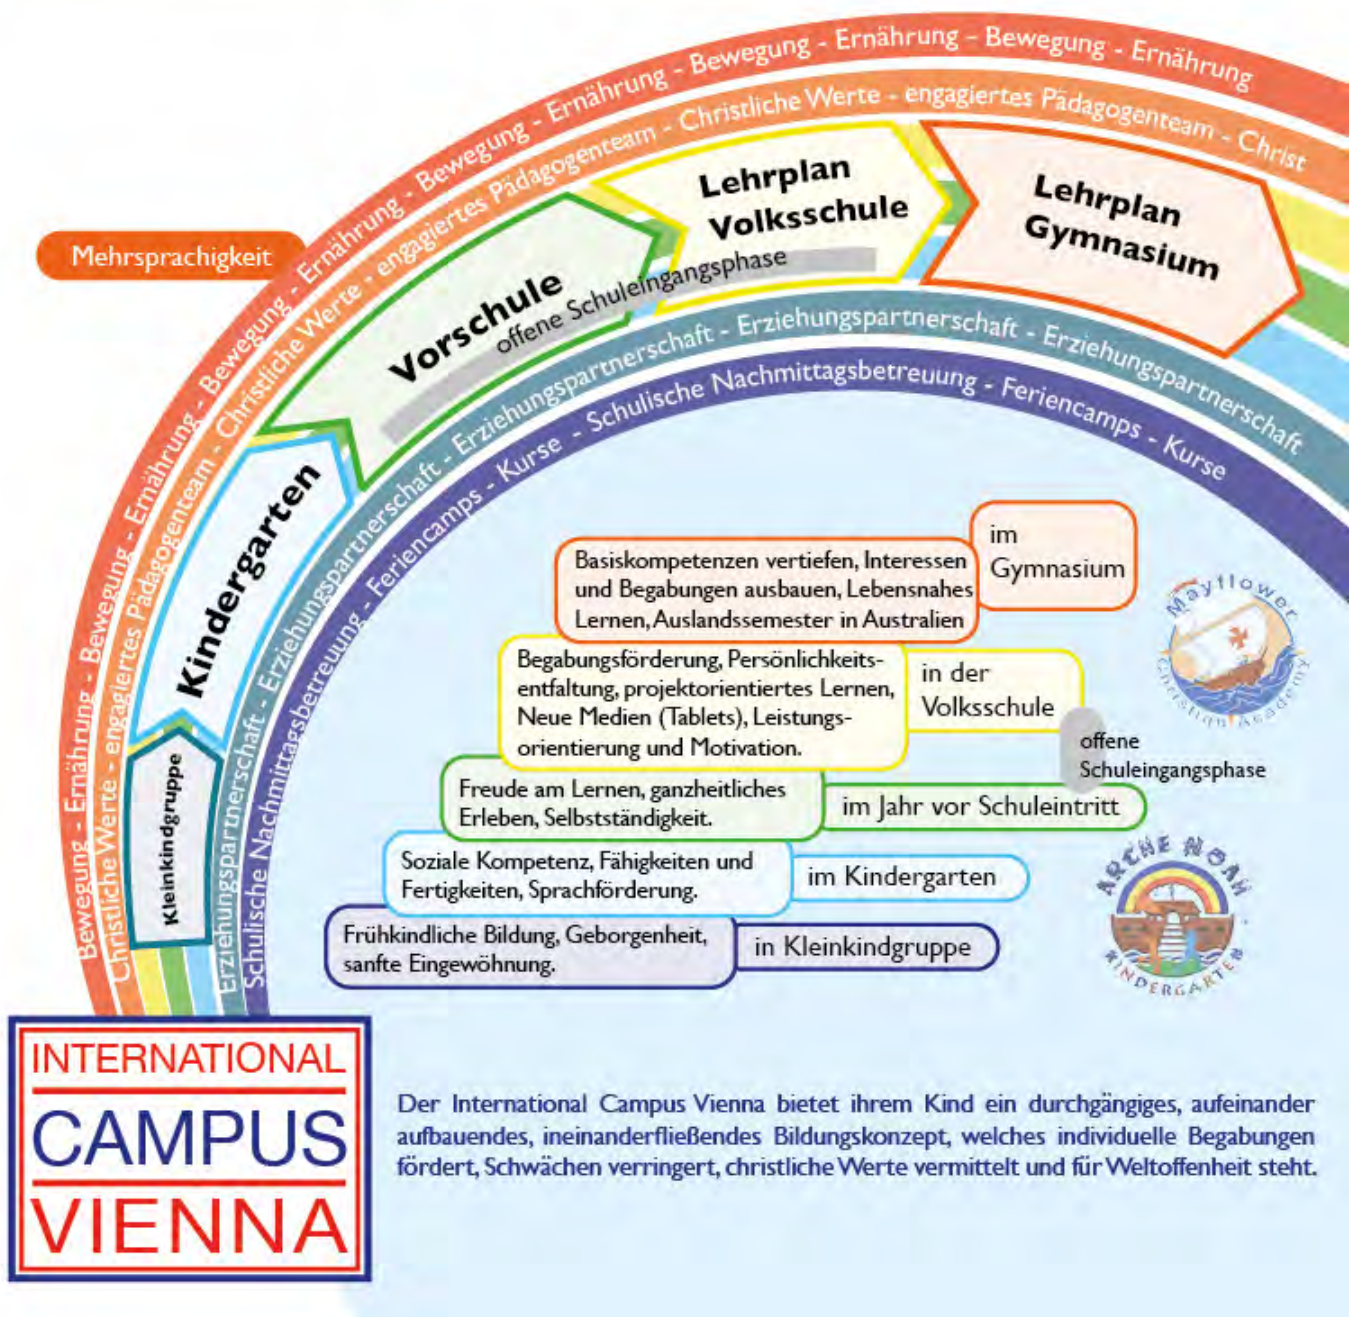 Bewegung - Ernährung - Bewegung - Ernährung - Bewegung - Ernährung - Bewegung - Ernährung - Bewegung - Ernährung - Bewegung - Ernährung - Bewegung - Ernährung
Christliche Werte - engagiertes Pädagogenteam - Christliche Werte - engagiertes Pädagogenteam - Christliche Werte - engagiertes Pädagogenteam - Christ
Mehrsprachigkeit
Kleinkindgruppe
Kindergarten
Vorschule
offene Schuleingangsphase
Lehrplan
Volksschule
Lehrplan
Gymnasium
Erziehungspartnerschaft - Erziehungspartnerschaft - Erziehungspartnerschaft - Erziehungspartnerschaft - Erziehungspartnerschaft
Schulische Nachmittagsbetreuung - Feriencamps - Kurse - Schulische Nachmittagsbetreuung - Feriencamps - Kurse
im
Gymnasium
Basiskompetenzen vertiefen, Interessen
und Begabungen ausbauen, Lebensnahes
Lernen, Auslandssemester in Australien
Mayflower
Christian Academy
Begabungsförderung, Persönlichkeits-
entfaltung, projektorientiertes Lernen,
Neue Medien (Tablets), Leistungs-
orientierung und Motivation.
in der
Volksschule
offene
Schuleingangsphase
Freude am Lernen, ganzheitliches
Erleben, Selbstständigkeit.
im Jahr vor Schuleintritt
Soziale Kompetenz, Fähigkeiten und
Fertigkeiten, Sprachförderung.
im Kindergarten
ARCHE NOAH
KINDERGARTEN
Frühkindliche Bildung, Geborgenheit,
sanfte Eingewöhnung.
in Kleinkindgruppe
INTERNATIONAL
CAMPUS
VIENNA
Der International Campus Vienna bietet ihrem Kind ein durchgängiges, aufeinander
aufbauendes, ineinanderfließendes Bildungskonzept, welches individuelle Begabungen
fördert, Schwächen verringert, christliche Werte vermittelt und für Weltoffenheit steht.